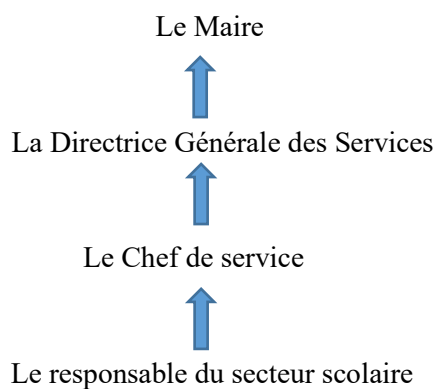 Le Maire
La Directrice Générale des Services
Le Chef de service
Le responsable du secteur scolaire